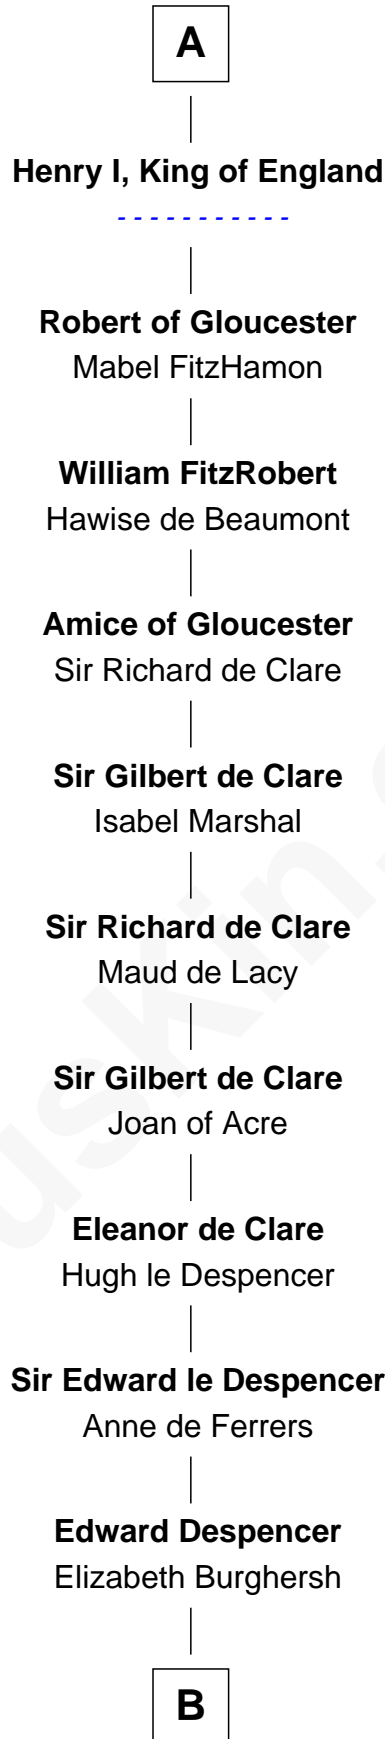 A
Henry I, King of England
- - - - - - - - - - -
Robert of Gloucester
Mabel FitzHamon
William FitzRobert
Hawise de Beaumont
Amice of Gloucester
Sir Richard de Clare
Sir Gilbert de Clare
Isabel Marshal
Sir Richard de Clare
Maud de Lacy
Sir Gilbert de Clare
Joan of Acre
Eleanor de Clare
Hugh le Despencer
Sir Edward le Despencer
Anne de Ferrers
Edward Despencer
Elizabeth Burghersh
B